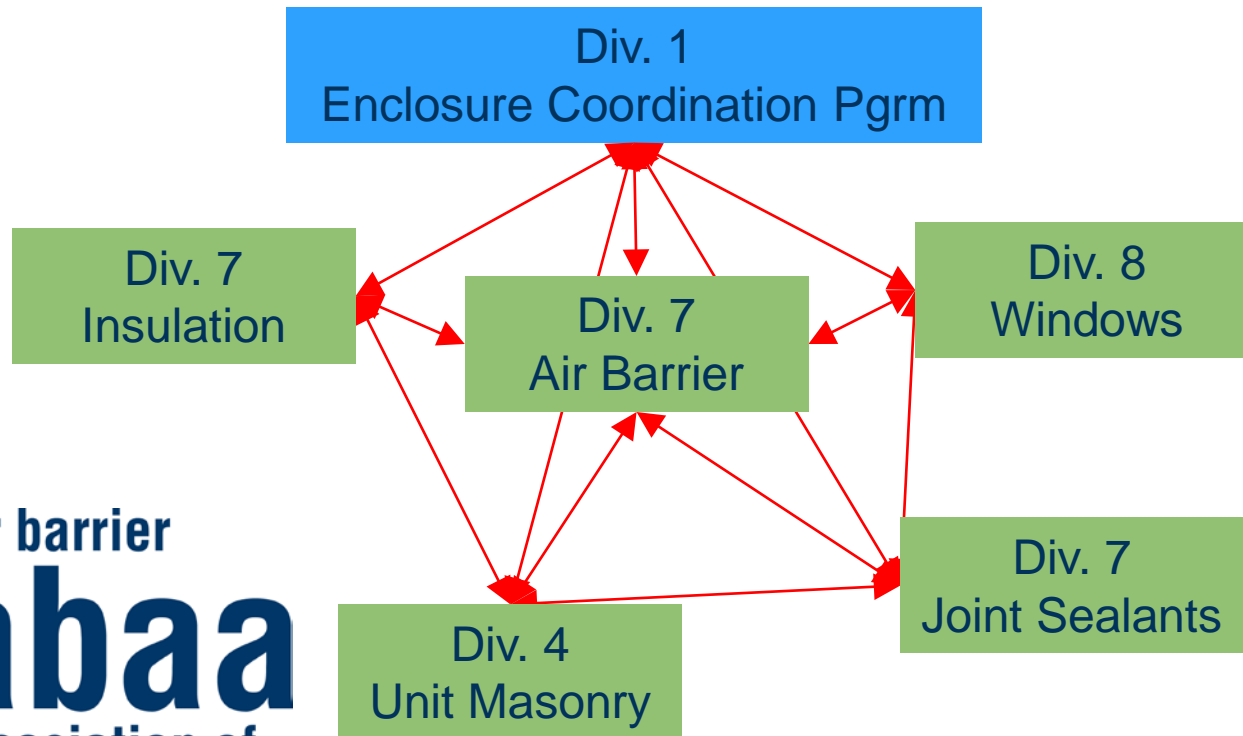 Div. 1
Enclosure Coordination Pgrm
Div. 7
Insulation
Div. 7
Air Barrier
Div. 8
Windows
barrier
abaa
Div. 7
Joint Sealants
Div. 4
Unit Masonry